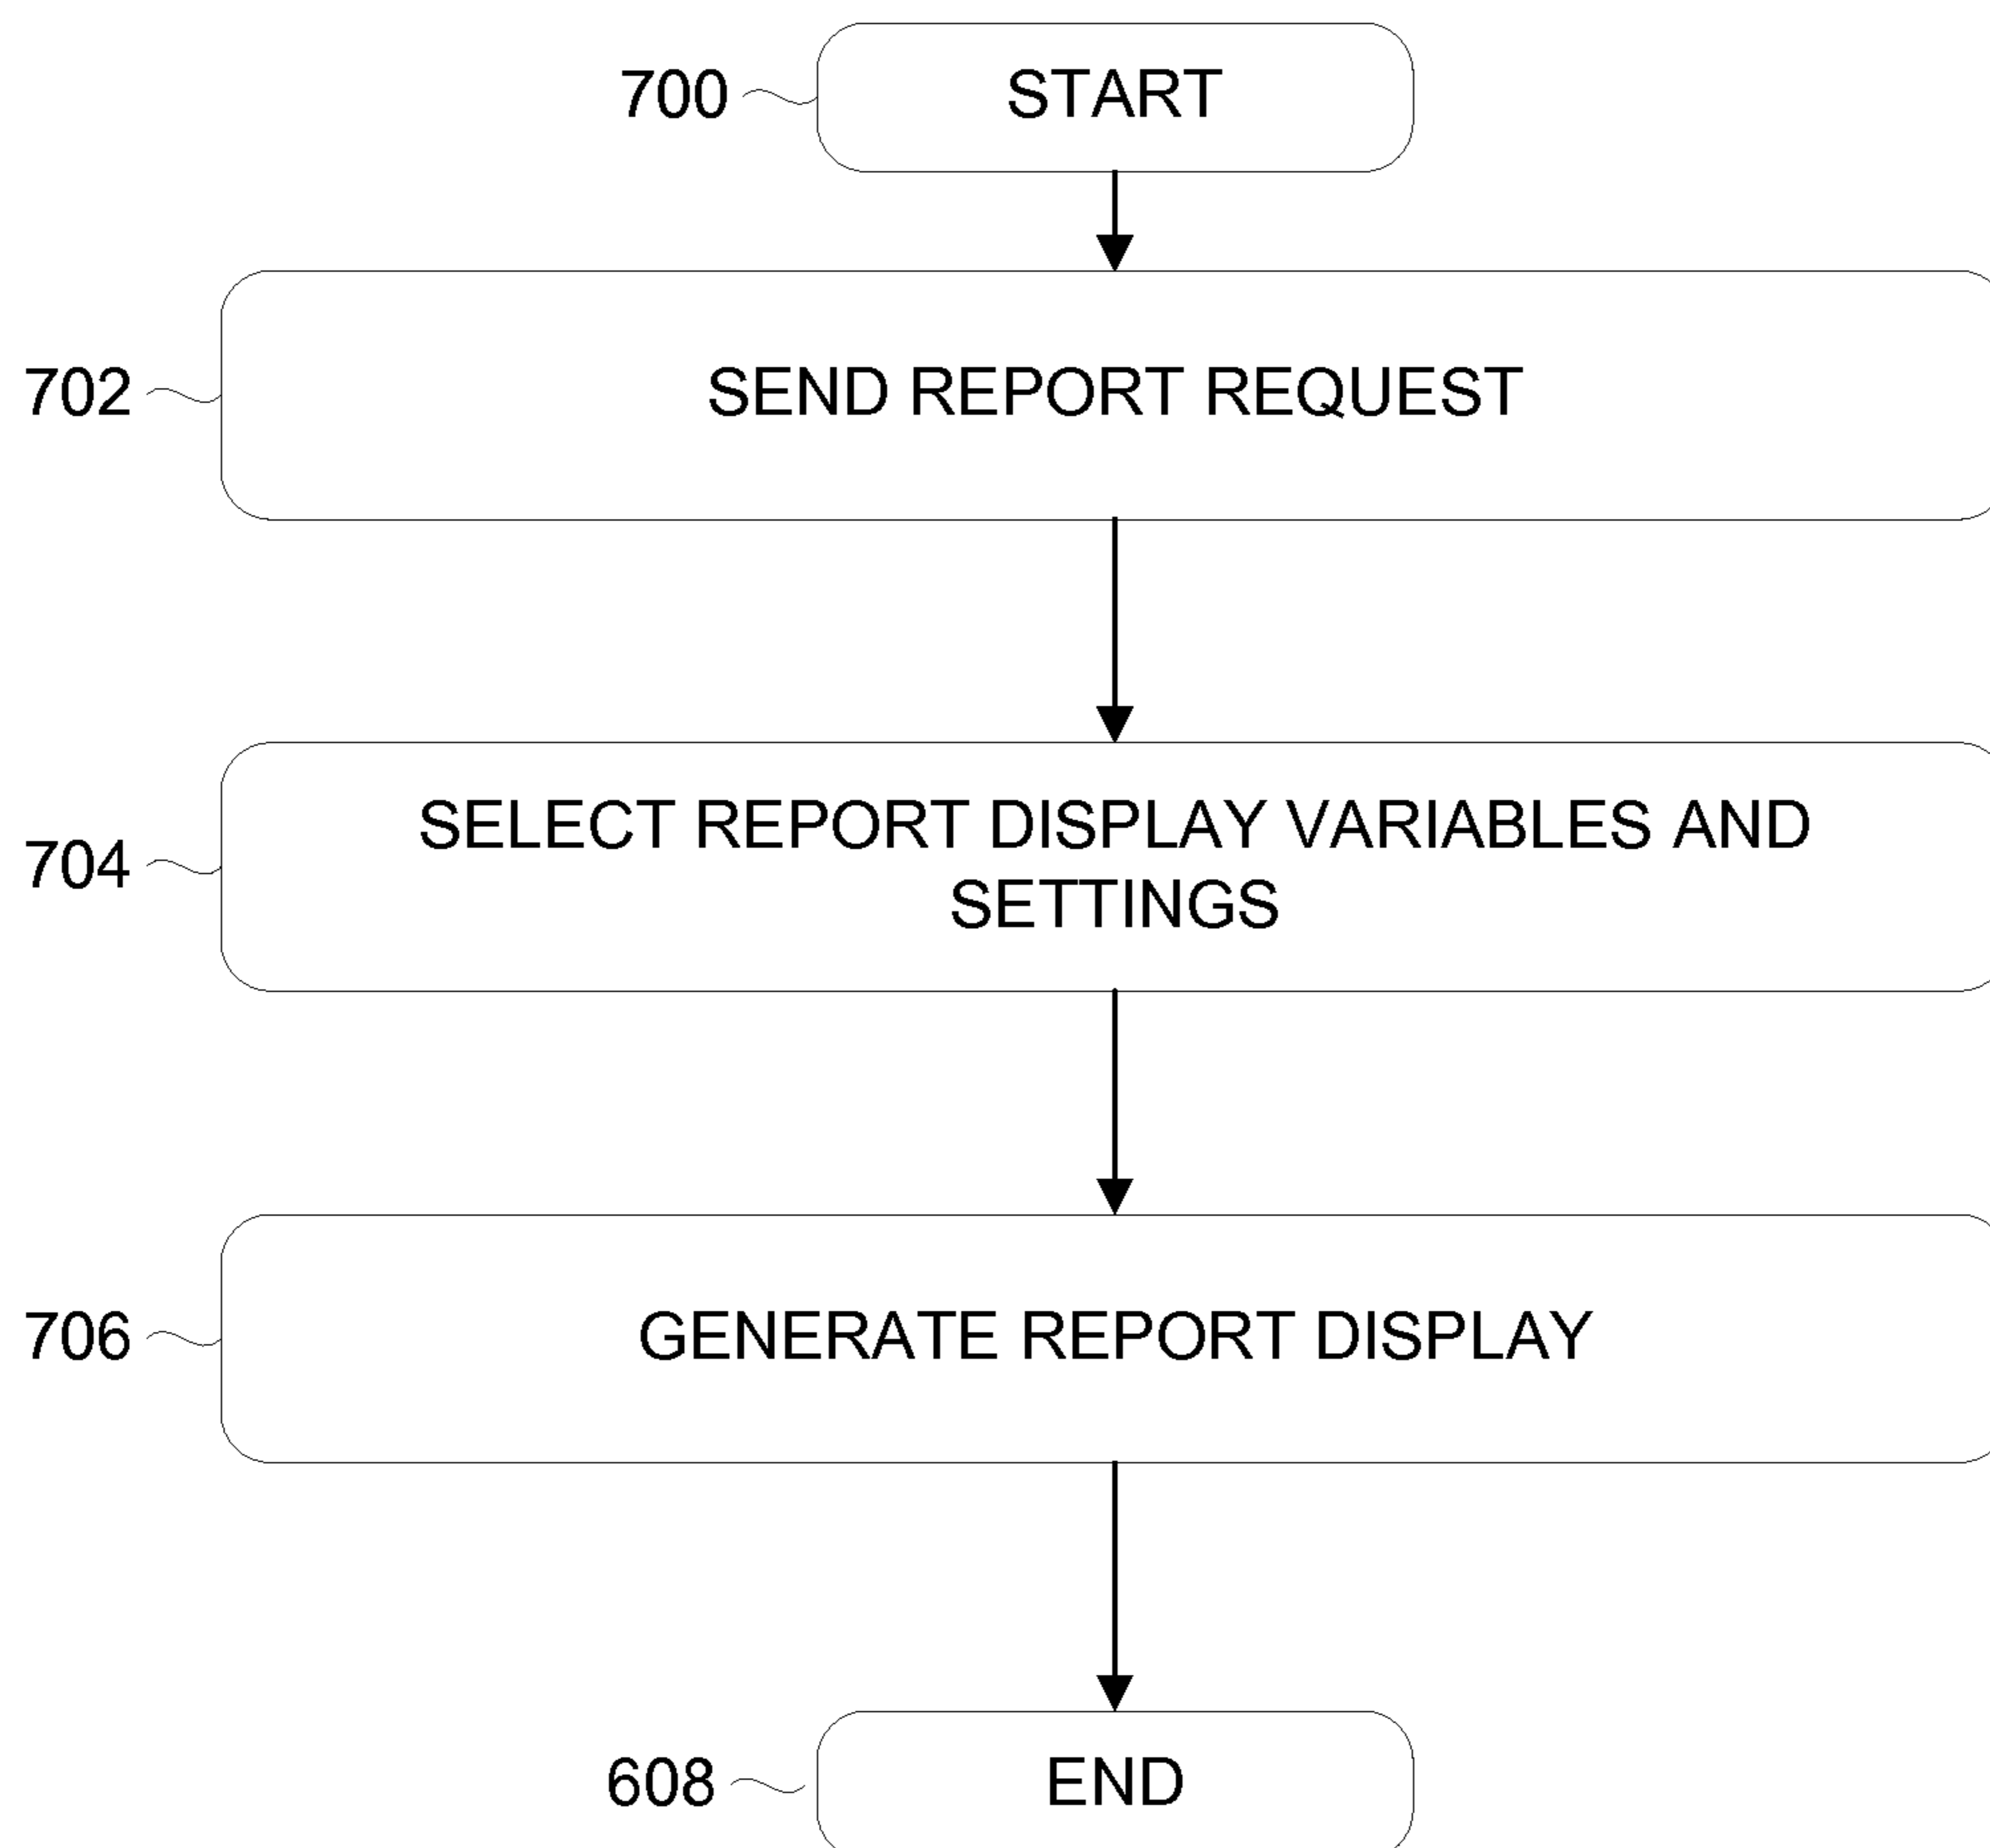 700 START
702 SEND REPORT REQUEST
SELECT REPORT DISPLAY VARIABLES AND
704
SETTINGS
706 GENERATE REPORT DISPLAY
608 END